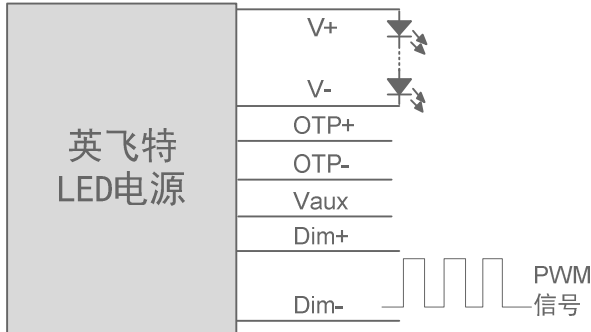 英飞特
LED电源
V+
V-
OTP+
OTP-
Vaux
Dim+
Dim-
PWM
信号